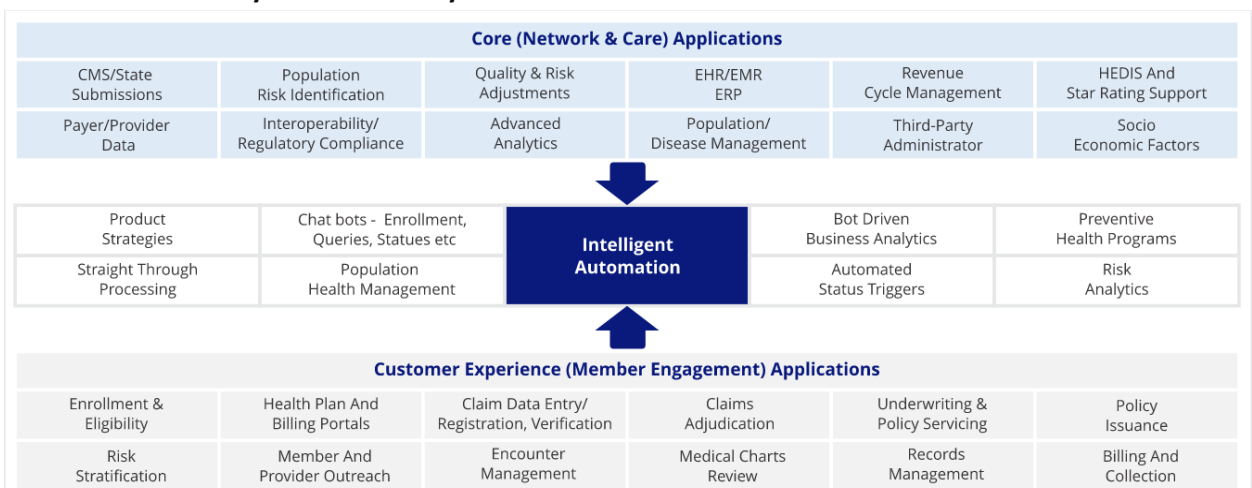 Core (Network & Care) Applications
CMS/State
Submissions
Population
Risk Identification
Quality & Risk
Adjustments
EHR/EMR
ERP
Revenue
Cycle Management
HEDIS And
Star Rating Support
Payer/Provider
Data
Interoperability/
Regulatory Compliance
Advanced
Analytics
Population/
Disease Management
Third-Party
Administrator
Socio
Economic Factors
Product
Strategies
Chat bots - Enrollment,
Queries, Statues etc
Intelligent
Automation
Bot Driven
Business Analytics
Preventive
Health Programs
Straight Through
Processing
Population
Health Management
Automated
Status Triggers
Risk
Analytics
Customer Experience (Member Engagement) Applications
Enrollment &
Eligibility
Health Plan And
Billing Portals
Claim Data Entry/
Registration, Verification
Claims
Adjudication
Underwriting &
Policy Servicing
Policy
Issuance
Risk
Stratification
Member And
Provider Outreach
Encounter
Management
Medical Charts
Review
Records
Management
Billing And
Collection